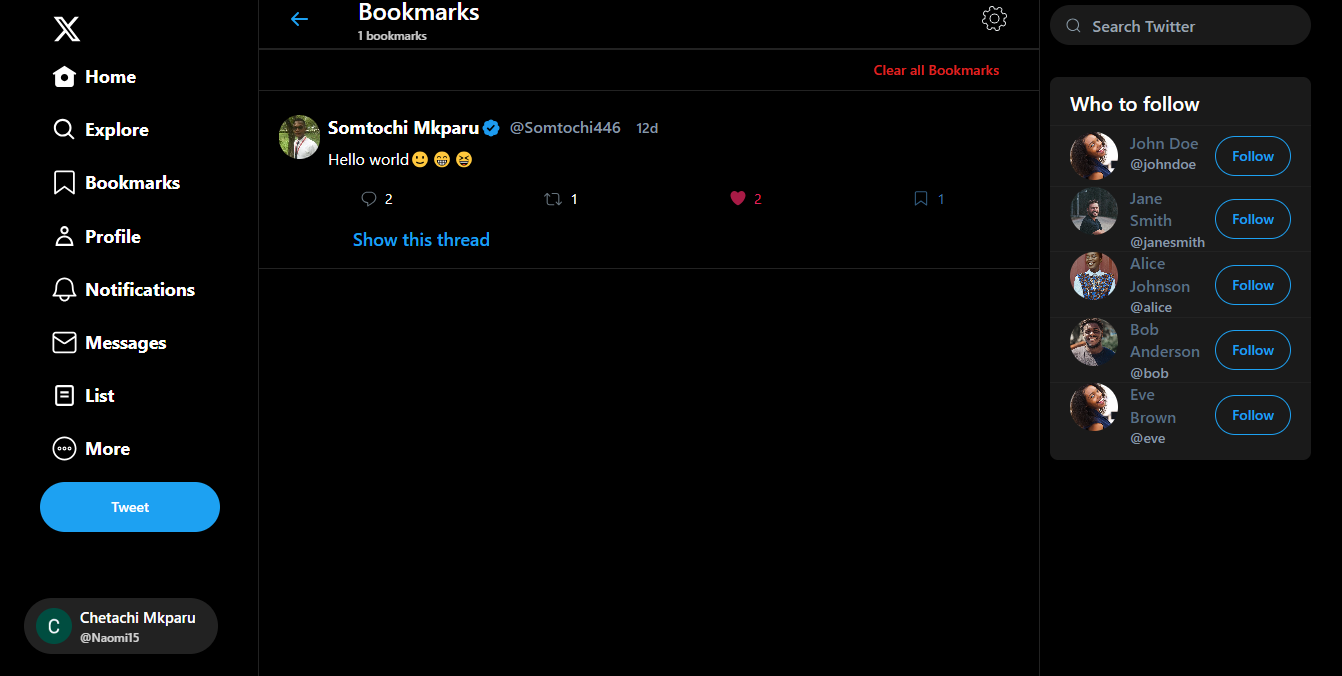 Home
Explore
Bookmarks
Profile
Notifications
Messages
List
More
Tweet
C
Chetachi Mkparu
@Naomi15
Bookmarks
1 bookmarks
Clear all Bookmarks
Somtochi Mkparu @Somtochi446 12d
Hello world🙂 😁 😆
2 1 2 1
Show this thread
Search Twitter
Who to follow
John Doe
@johndoe
Follow
Jane
Smith
@janesmith
Follow
Alice
Johnson
@alice
Follow
Bob
Anderson
@bob
Follow
Eve
Brown
@eve
Follow